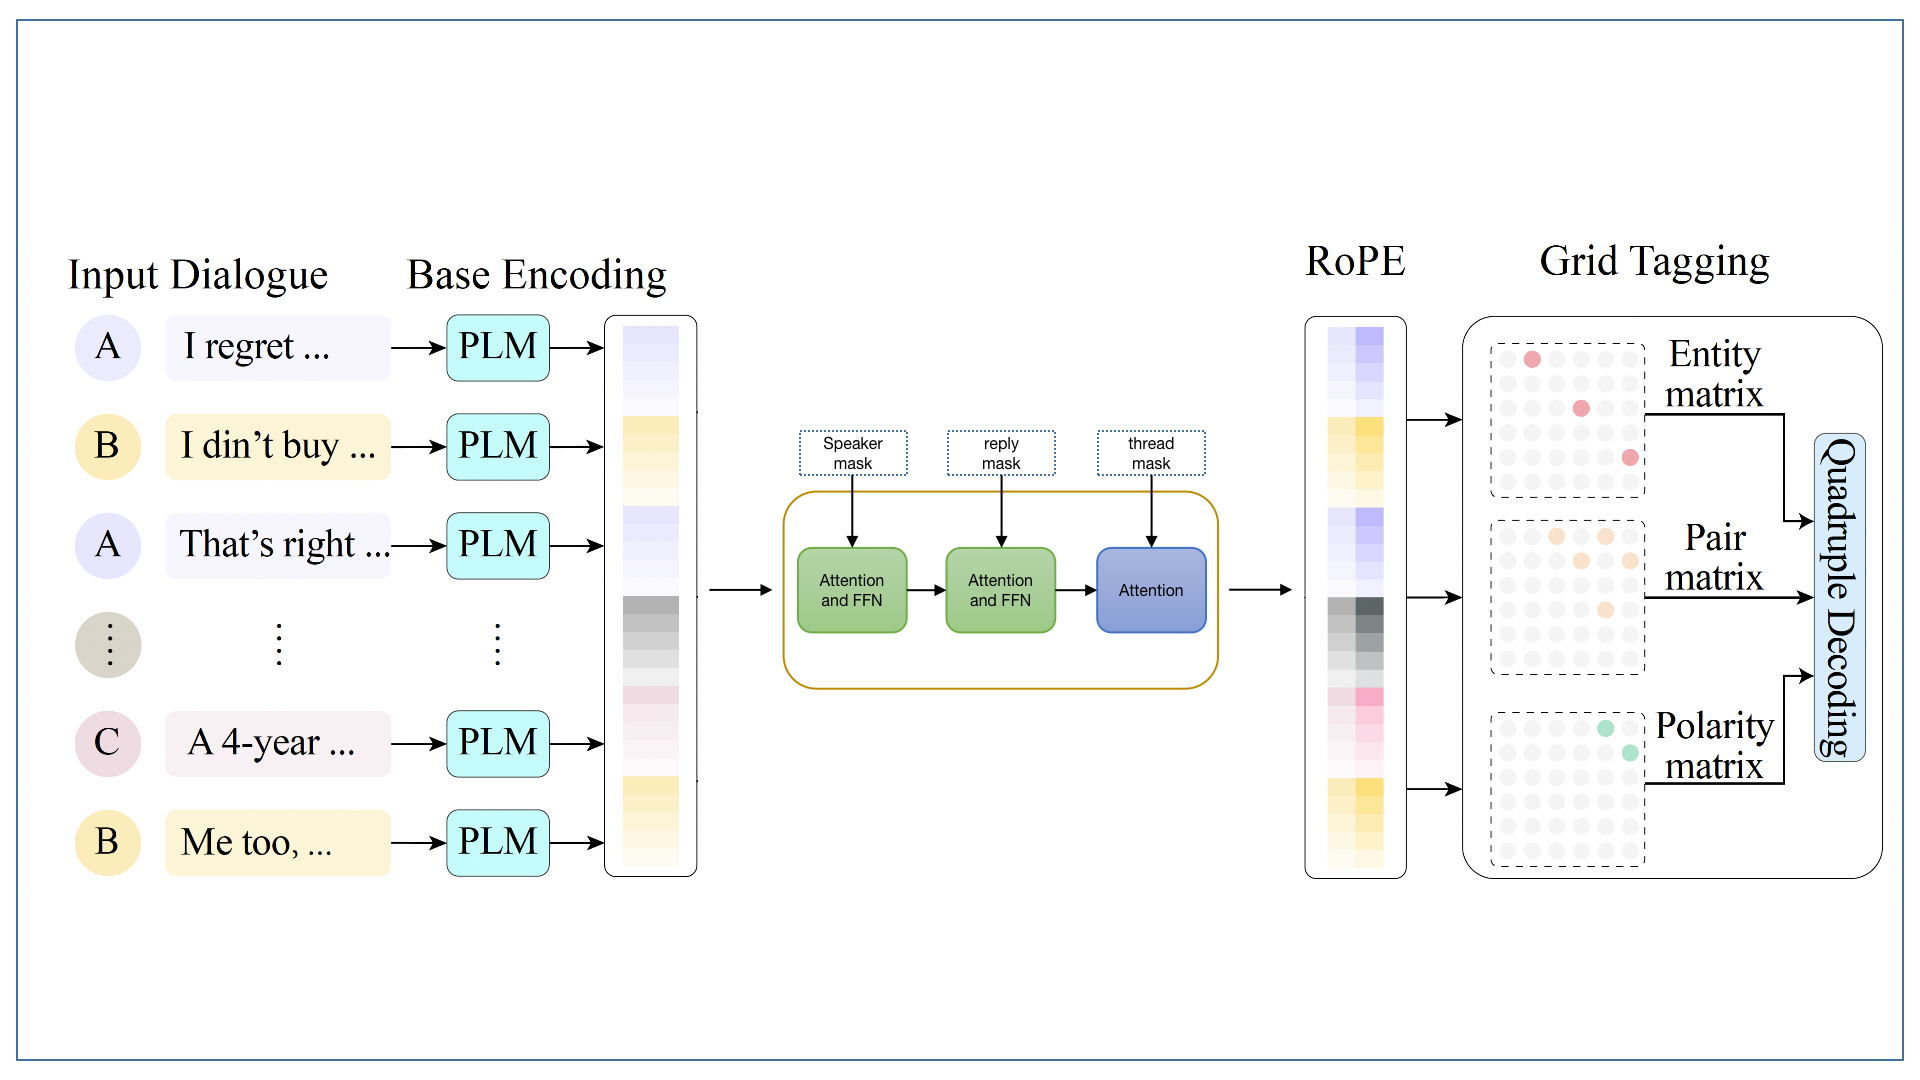 Input Dialogue
Base Encoding
RoPE
Grid Tagging
A
I regret ...
PLM
B
I din’t buy ...
PLM
A
That’s right ...
PLM
C
A 4-year ...
PLM
B
Me too, ...
PLM
Speaker
mask
reply
mask
thread
mask
Attention
and FFN
Attention
and FFN
Attention
Entity
matrix
Pair
matrix
Polarity
matrix
Quadruple Decoding